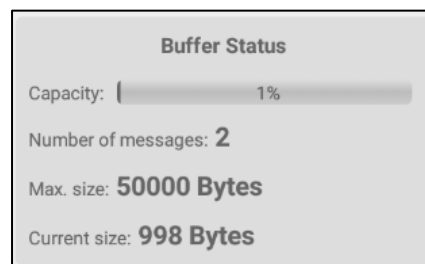 Buffer Status
Capacity: 1%
Number of messages: 2
Max. size: 50000 Bytes
Current size: 998 Bytes